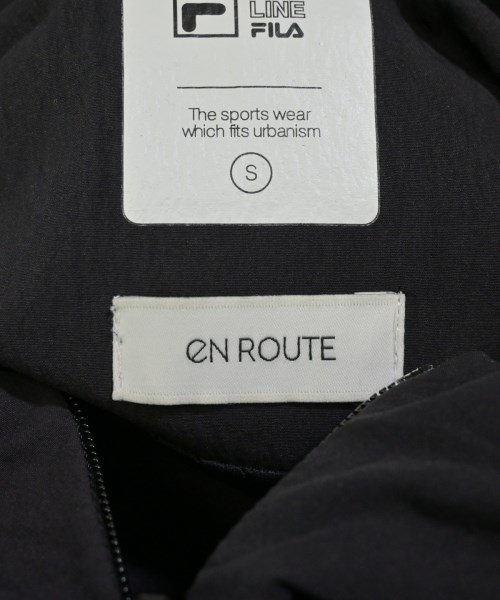 LINE
FILA
The sports wear
which fits urbanism
S
eN ROUTE